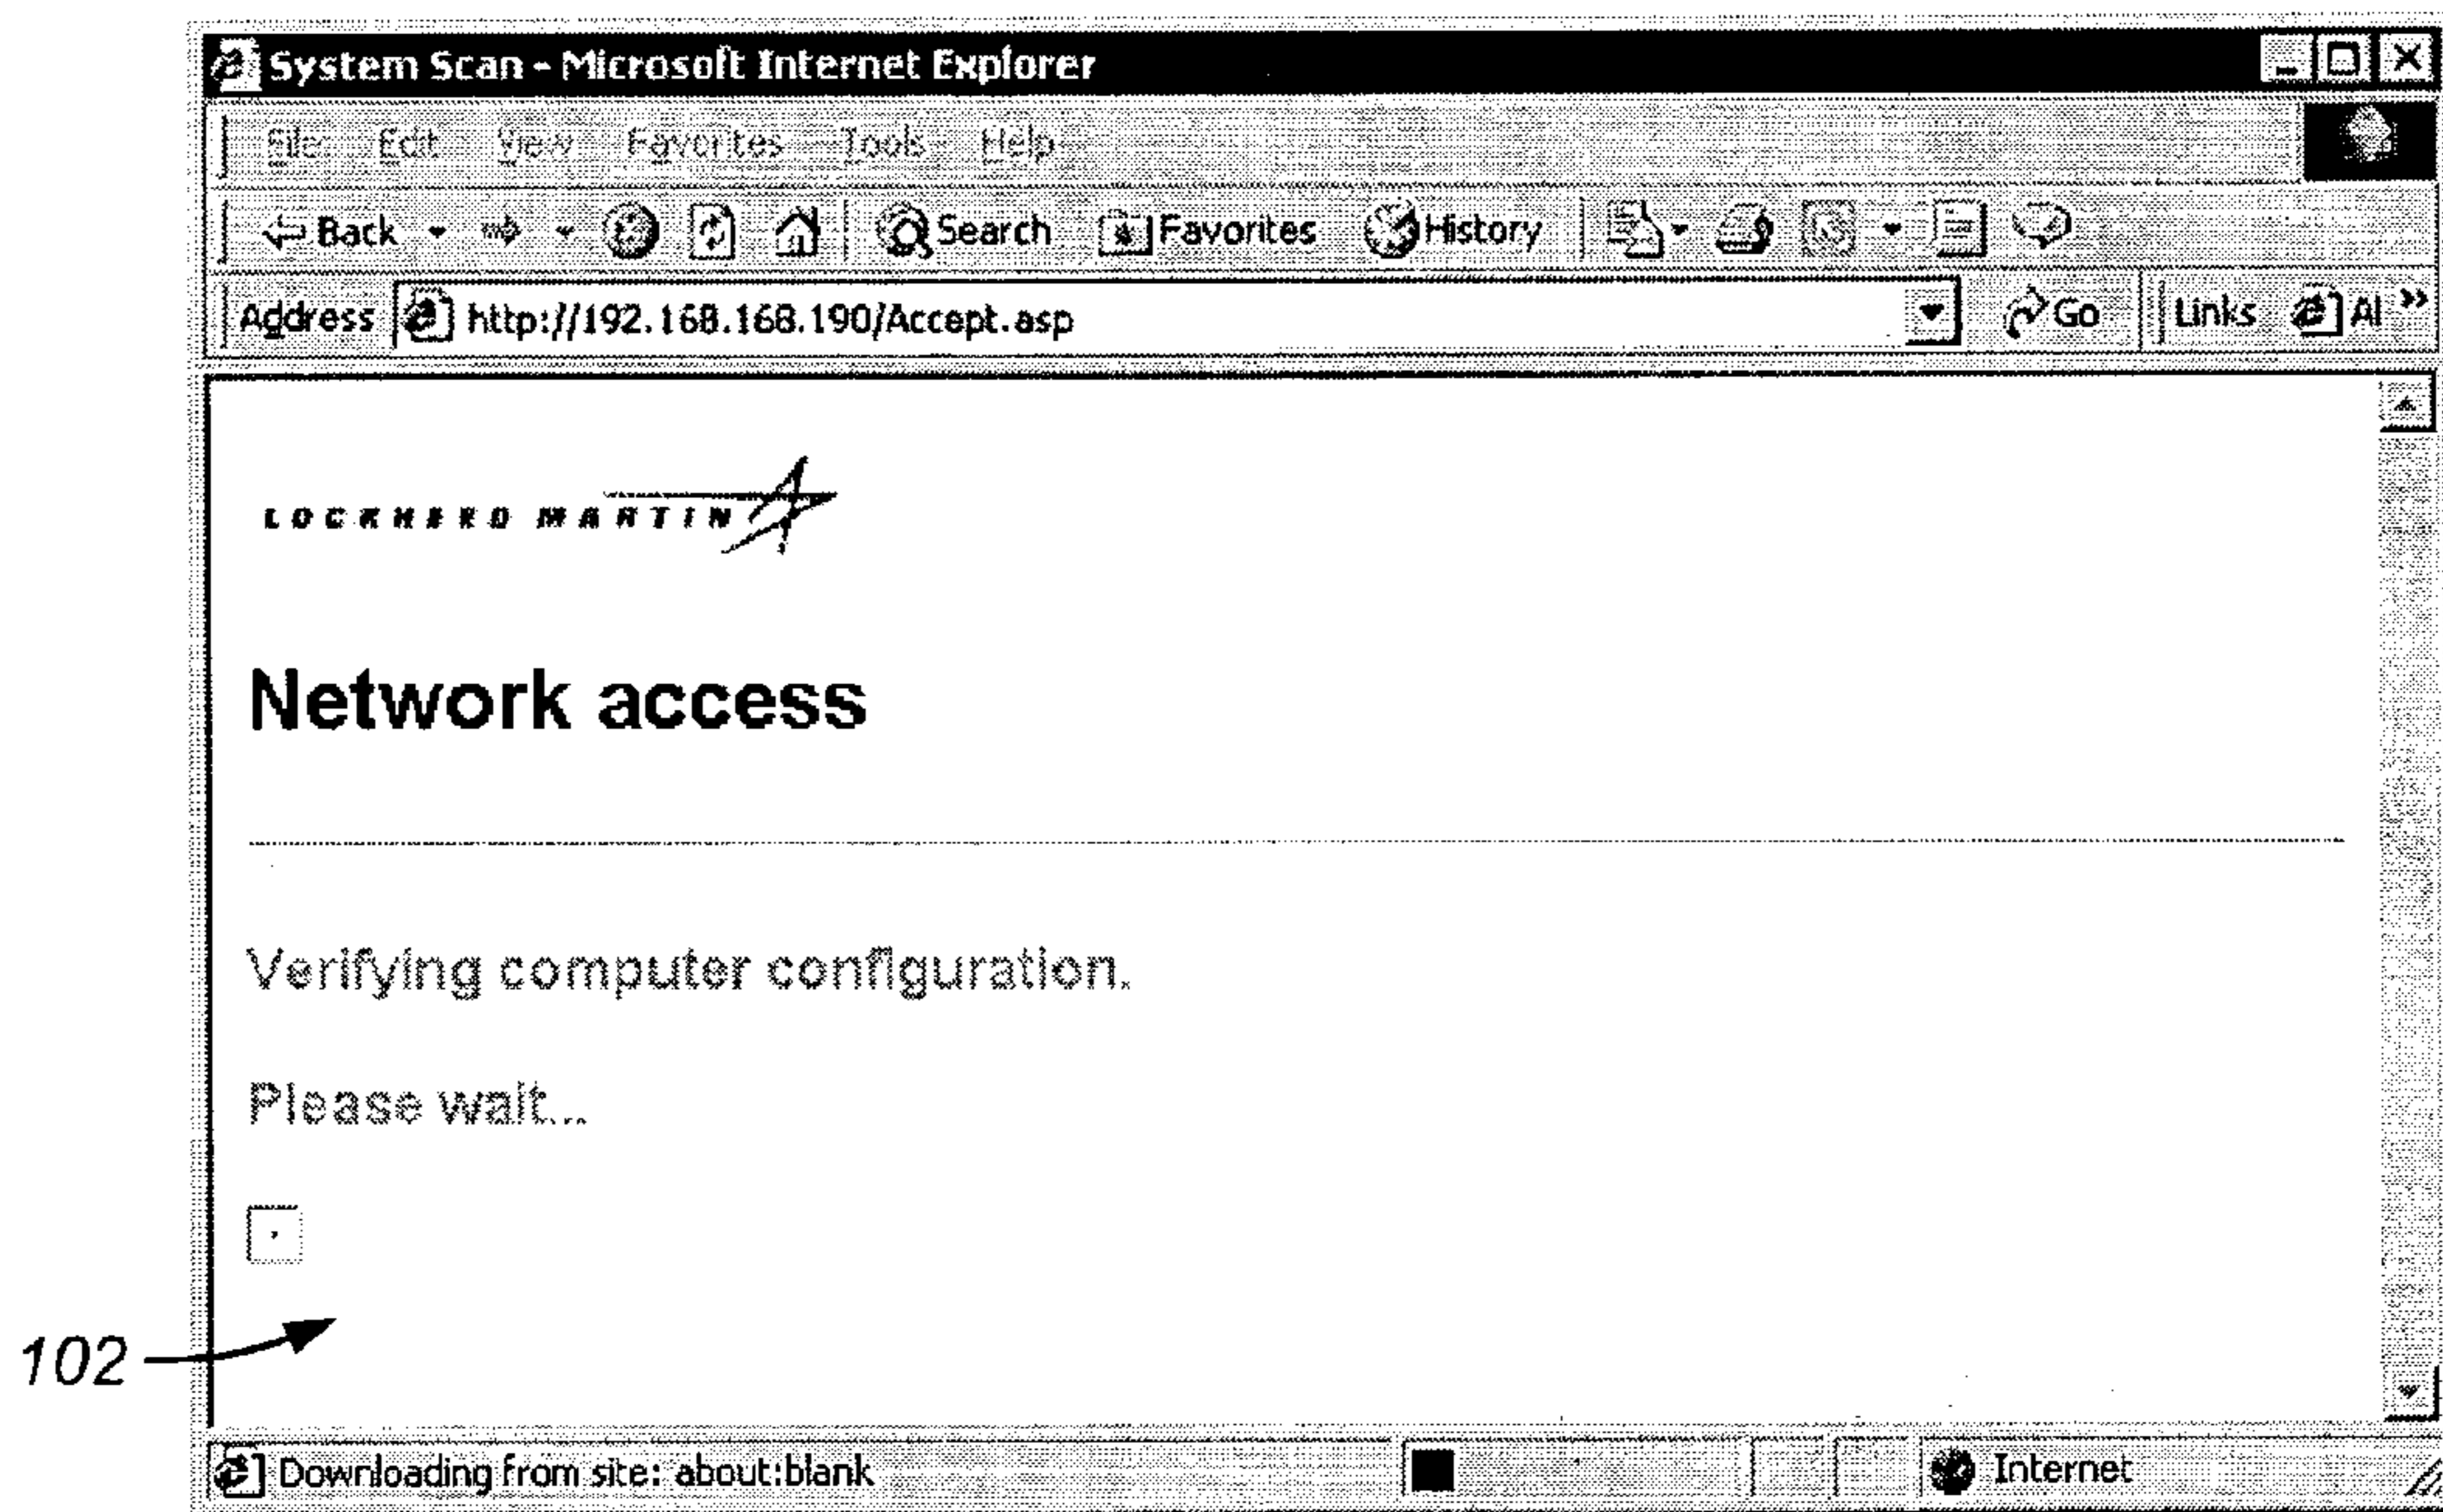 System Scan - Microsoft Internet Explorer
File Edit View Favorites Tools Help
Back Search Favorites History
Address http://192.168.168.190/Accept.asp Go Links Al »
LOCKHEED MARTIN
Network access
Verifying computer configuration.
Please wait...
102
Downloading from site: about:blank Internet